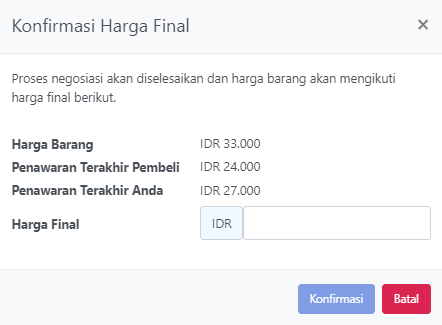 Konfirmasi Harga Final ×
Proses negosiasi akan diselesaikan dan harga barang akan mengikuti
harga final berikut.
Harga Barang IDR 33.000
Penawaran Terakhir Pembeli IDR 24.000
Penawaran Terakhir Anda IDR 27.000
Harga Final IDR
Konfirmasi Batal